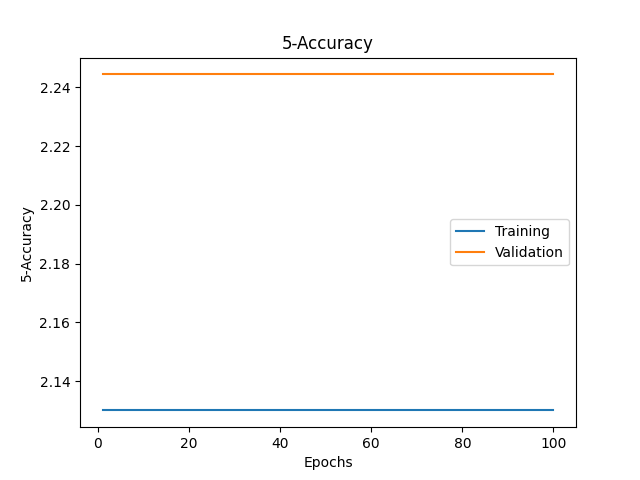 5-Accuracy
2.24
2.22
2.20
2.18
2.16
2.14
5-Accuracy
Training
Validation
0
20
40
60
80
100
Epochs